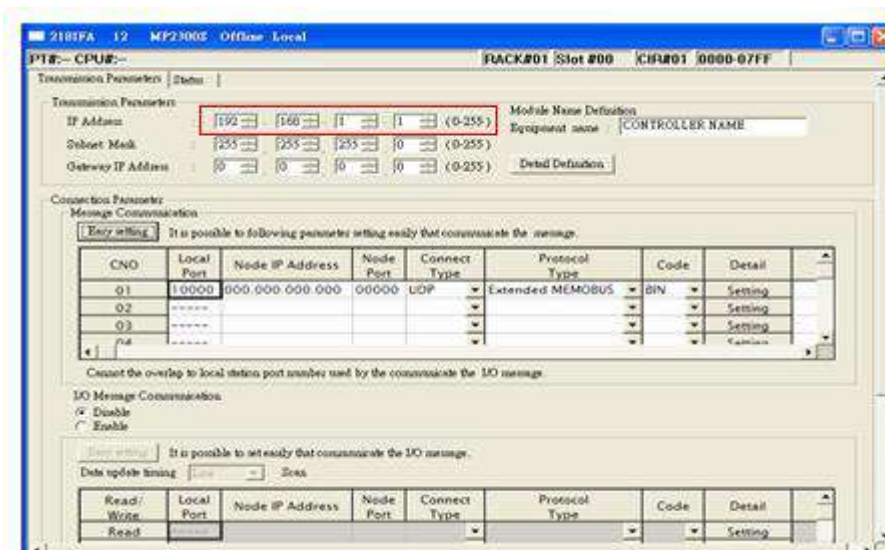 218IFA 12 MP2300S Offline Local
PT#:-- CPU#:-- RACK#01 Slot #00 CIR#01 0000-07FF
Transmission Parameters Status
Transmission Parameters
IP Address : 192 168 1 1 (0-255)
Module Name Definition
Equipment name : CONTROLLER NAME
Subnet Mask : 255 255 255 0 (0-255)
Gateway IP Address : 0 0 0 0 (0-255) Detail Definition
Connection Parameter
Message Communication
Easy setting It is possible to following parameter setting easily that communicate the message.
CNO Local Port Node IP Address Node Port Connect Type Protocol Type Code Detail
01 10000 000.000.000.000 00000 UDP Extended MEMOBUS BIN Setting
02 ----- Setting
03 ----- Setting
04 ----- Setting
Cannot the overlap to local station port number used by the communicate the I/O message.
I/O Message Communication
Disable
Enable
Easy setting It is possible to set easily that communicate the I/O message.
Data update timing Low Scan
Read/ Write Local Port Node IP Address Node Port Connect Type Protocol Type Code Detail
Read ----- Setting